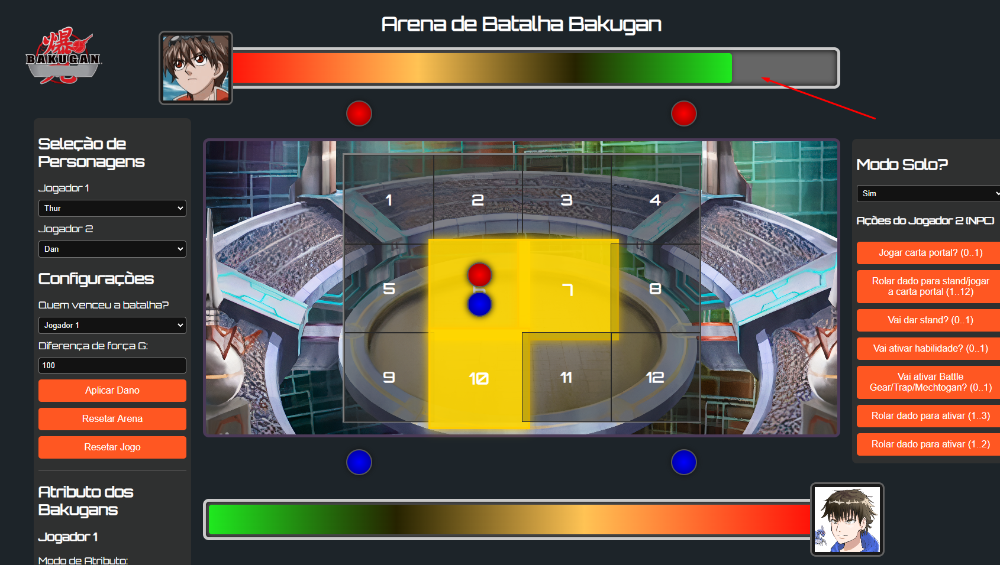 Arena de Batalha Bakugan
爆
BAKUGAN
Seleção de
Personagens
Jogador 1
Thur
Jogador 2
Dan
Configurações
Quem venceu a batalha?
Jogador 1
Diferença de força G:
100
Aplicar Dano
Resetar Arena
Resetar Jogo
Atributo dos
Bakugans
Jogador 1
Modo de Atributo:
1
2
3
4
5
7
8
9
10
11
12
Modo Solo?
Sim
Ações do Jogador 2 (NPC)
Jogar carta portal? (0..1)
Rolar dado para stand/jogar
a carta portal (1..12)
Vai dar stand? (0..1)
Vai ativar habilidade? (0..1)
Vai ativar Battle
Gear/Trap/Mechtogan? (0..1)
Rolar dado para ativar (1..3)
Rolar dado para ativar (1..2)